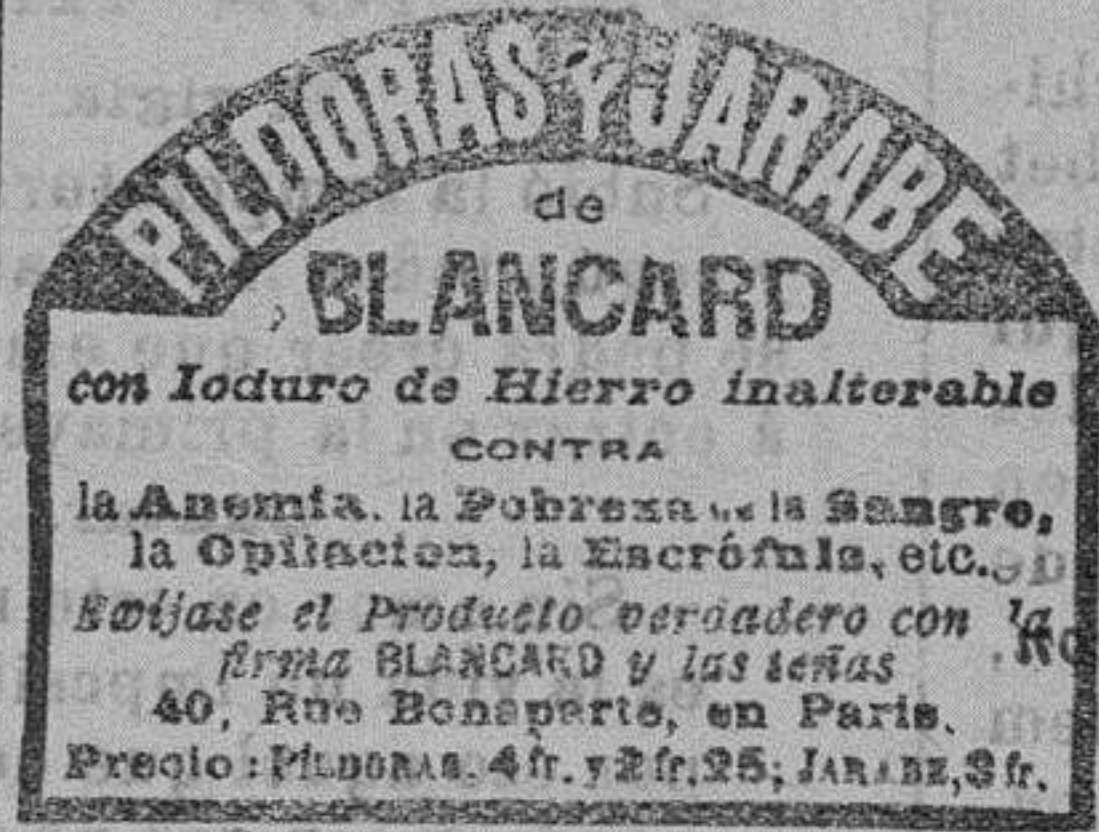 PILDORAS Y JARABE
de
BLANCARD
con Ioduro de Hierro inalterable
CONTRA
la Anemia, la Pobreza de la Sangre,
la Opilacion, la Escrófula, etc.
Exijase el Producto verdadero con la
firma BLANCARD y las señas
40, Rue Bonaparte, en Paris.
Precio: PÍLDORAS, 4 fr. y 2 fr. 25; JARABE, 3 fr.